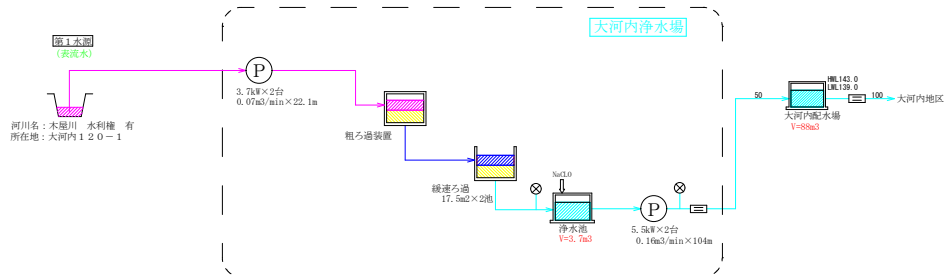 大河内浄水場
第1水源
(表流水)
河川名：木屋川　水利権　有
所在地：大河内120－1
P
3.7kW×2台
0.07m3/min×22.1m
粗ろ過装置
緩速ろ過
17.5m2×2池
NaClO
浄水池
V=3.7m3
P
5.5kW×2台
0.16m3/min×104m
50
HWL143.0
LWL139.0
大河内配水場
V=88m3
100
大河内地区